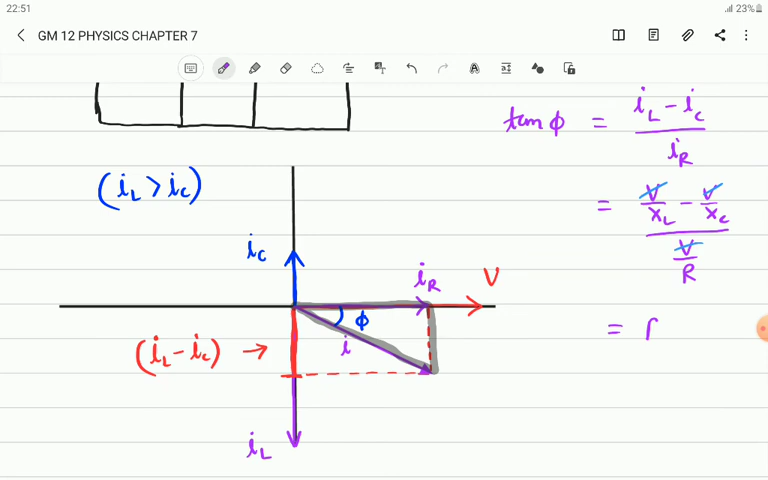 22:51
23%
GM 12 PHYSICS CHAPTER 7
tan φ = (i_L − i_C) / i_R
(i_L > i_C)
= (V/X_L − V/X_C) / (V/R)
i_C
i_R
V
φ
i
= r
(i_L − i_C) →
i_L